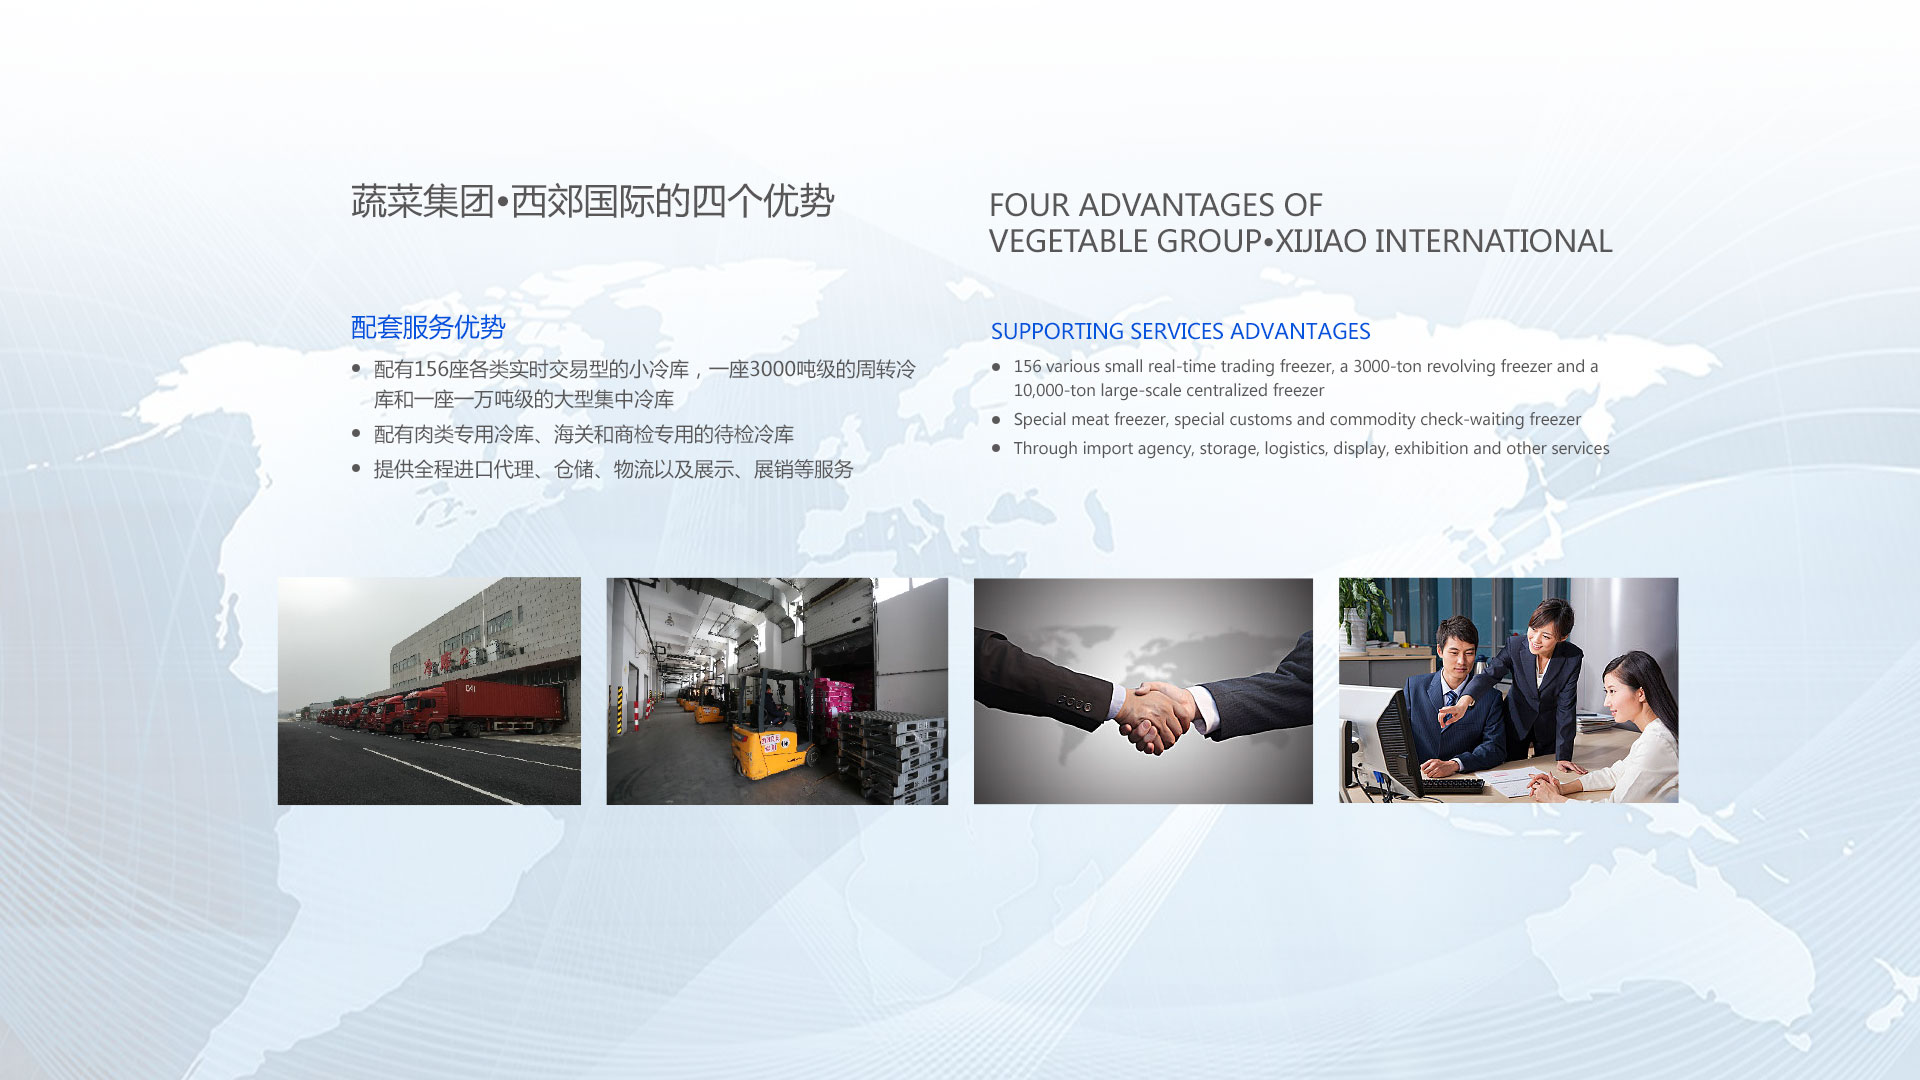 蔬菜集团•西郊国际的四个优势
配套服务优势
• 配有156座各类实时交易型的小冷库，一座3000吨级的周转冷
库和一座一万吨级的大型集中冷库
• 配有肉类专用冷库、海关和商检专用的待检冷库
• 提供全程进口代理、仓储、物流以及展示、展销等服务
FOUR ADVANTAGES OF
VEGETABLE GROUP•XIJIAO INTERNATIONAL
SUPPORTING SERVICES ADVANTAGES
• 156 various small real-time trading freezer, a 3000-ton revolving freezer and a
10,000-ton large-scale centralized freezer
• Special meat freezer, special customs and commodity check-waiting freezer
• Through import agency, storage, logistics, display, exhibition and other services